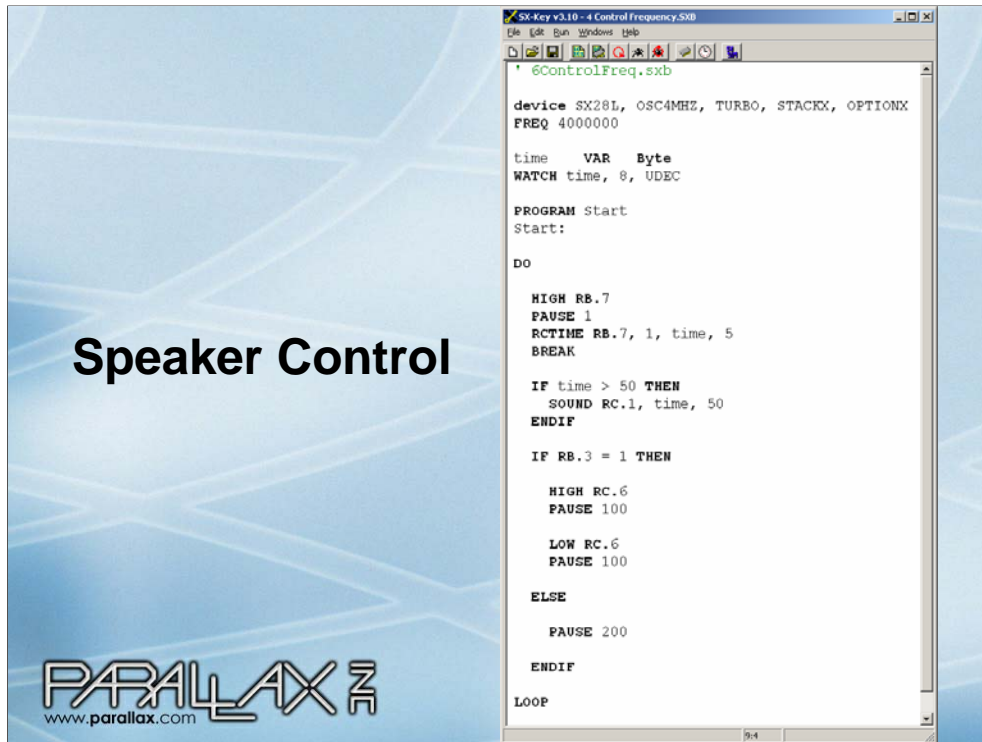 Speaker Control
PARALLAX INC
www.parallax.com
SX-Key v3.10 - 4 Control Frequency.SXB
File Edit Run Windows Help
' 6ControlFreq.sxb
device SX28L, OSC4MHZ, TURBO, STACKX, OPTIONX
FREQ 4000000
time VAR Byte
WATCH time, 8, UDEC
PROGRAM Start
Start:
DO
HIGH RB.7
PAUSE 1
RCTIME RB.7, 1, time, 5
BREAK
IF time > 50 THEN
SOUND RC.1, time, 50
ENDIF
IF RB.3 = 1 THEN
HIGH RC.6
PAUSE 100
LOW RC.6
PAUSE 100
ELSE
PAUSE 200
ENDIF
LOOP
9:4